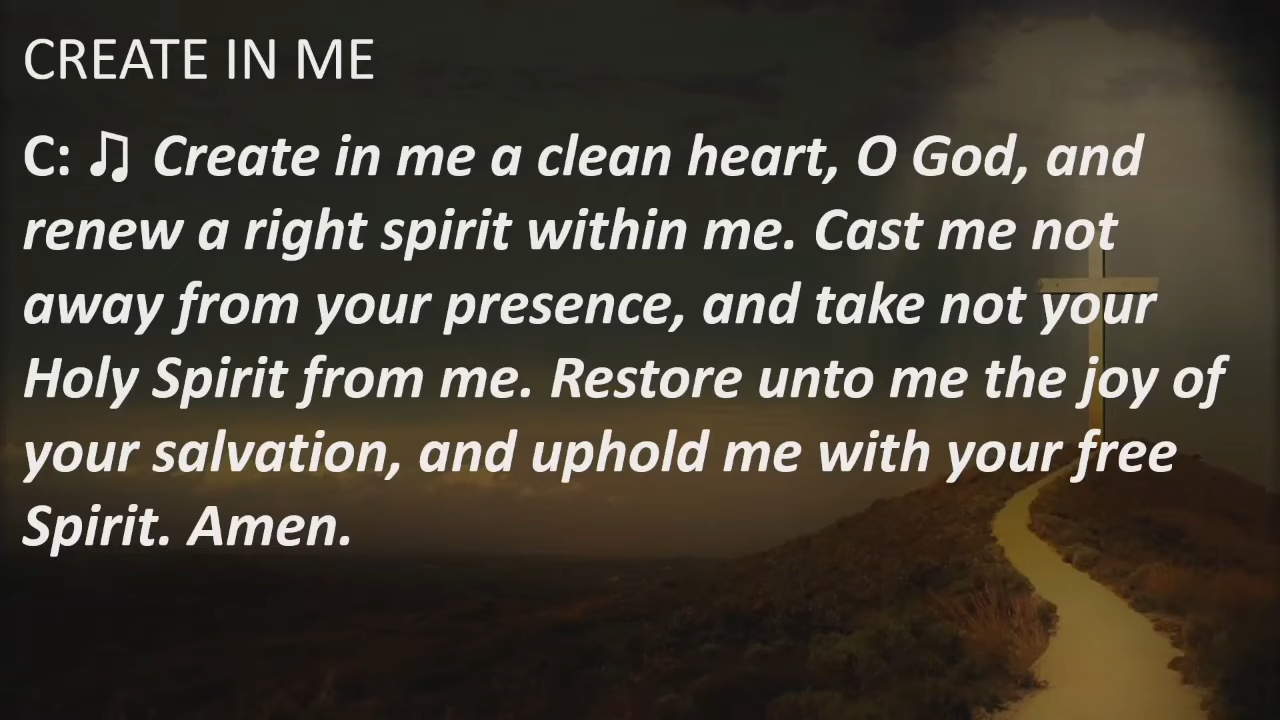 CREATE IN ME
C: ♫ Create in me a clean heart, O God, and
renew a right spirit within me. Cast me not
away from your presence, and take not your
Holy Spirit from me. Restore unto me the joy of
your salvation, and uphold me with your free
Spirit. Amen.